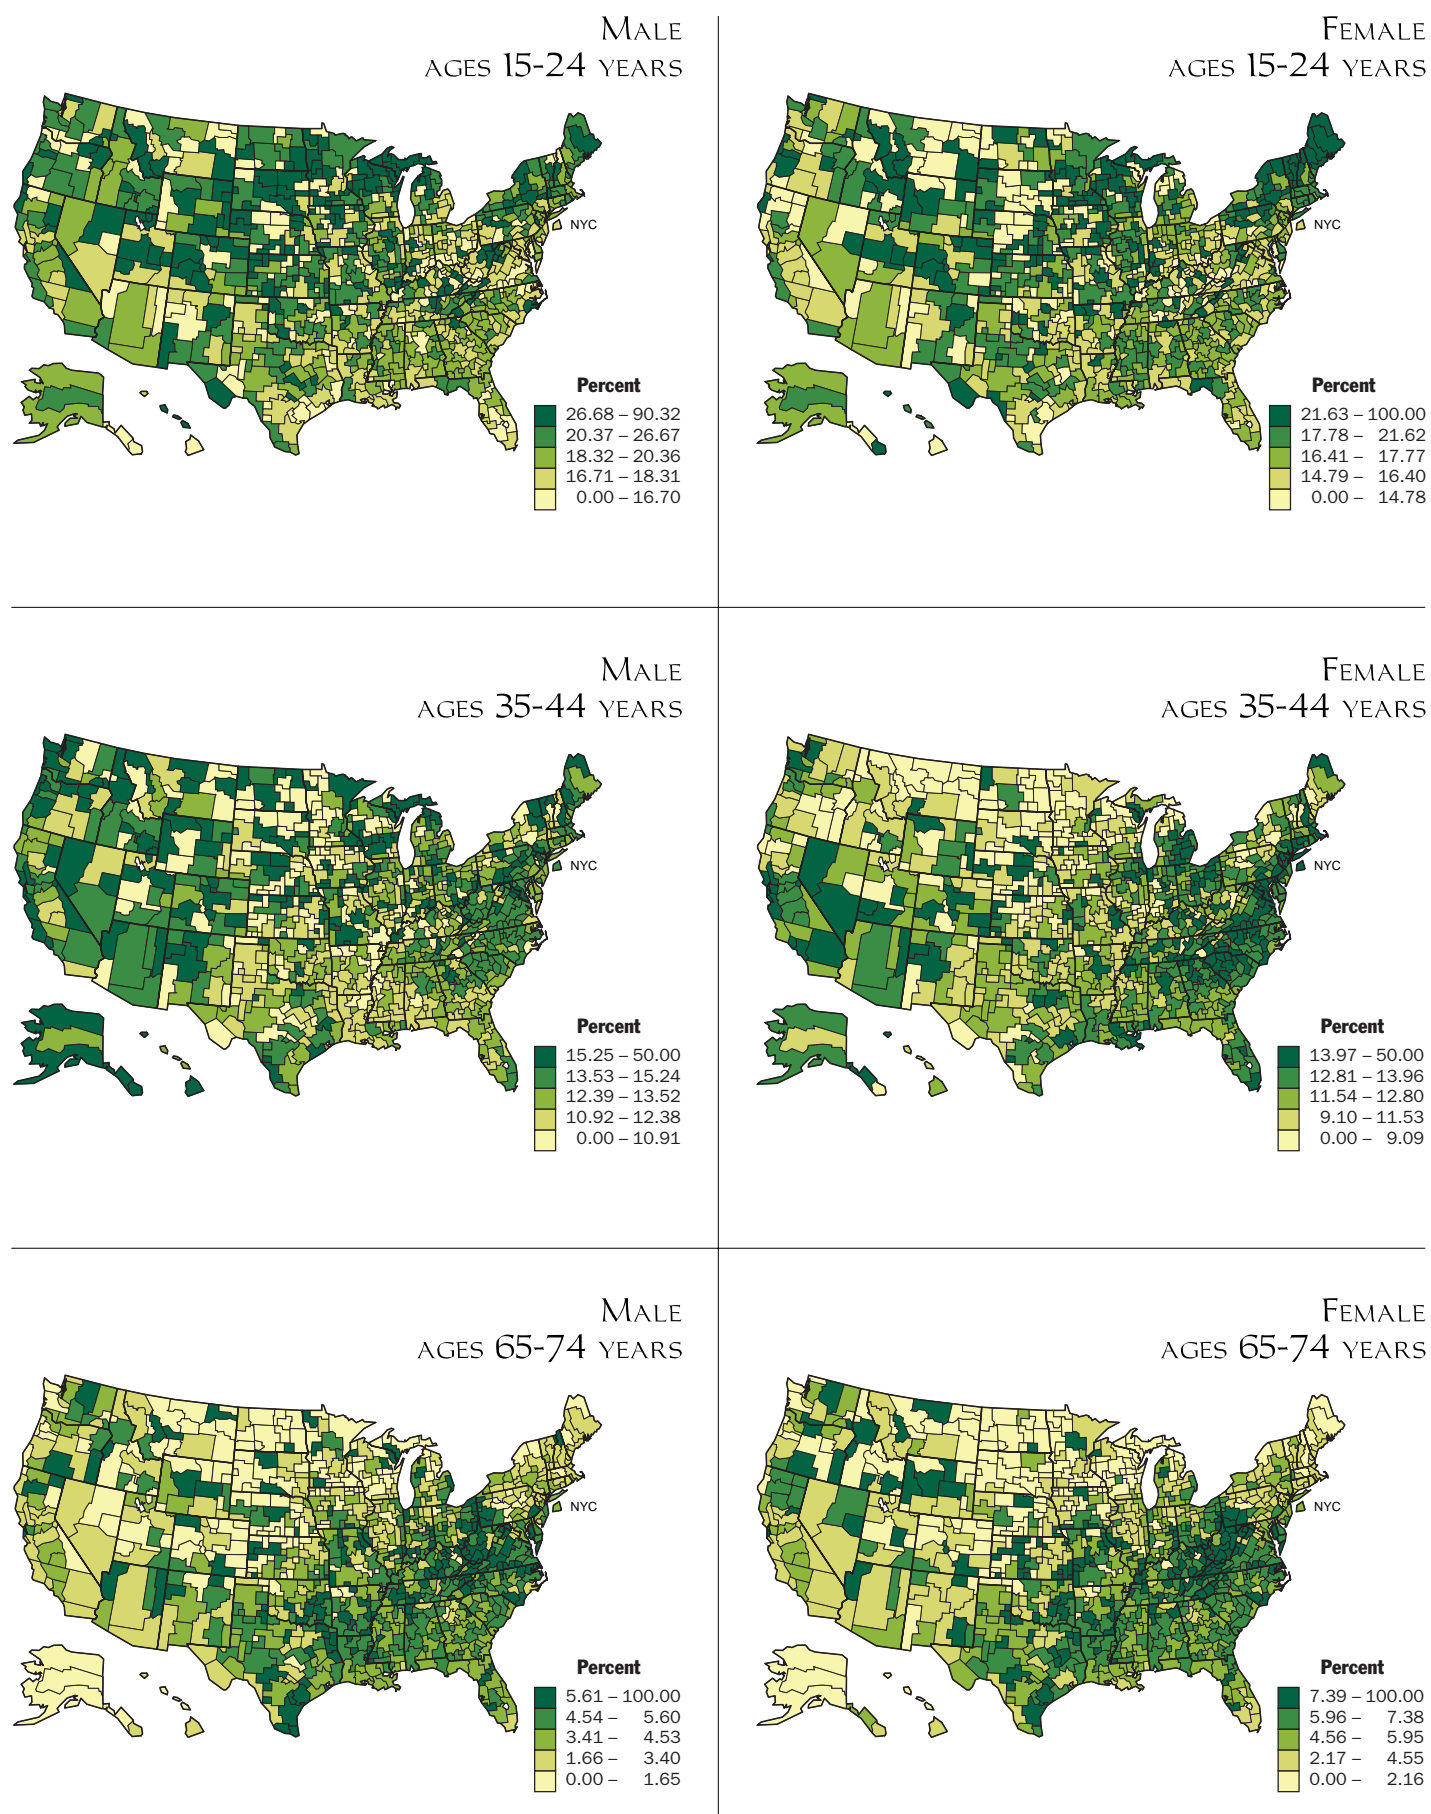 MALE
AGES 15-24 YEARS
NYC
Percent
26.68 – 90.32
20.37 – 26.67
18.32 – 20.36
16.71 – 18.31
0.00 – 16.70
FEMALE
AGES 15-24 YEARS
NYC
Percent
21.63 – 100.00
17.78 – 21.62
16.41 – 17.77
14.79 – 16.40
0.00 – 14.78
MALE
AGES 35-44 YEARS
NYC
Percent
15.25 – 50.00
13.53 – 15.24
12.39 – 13.52
10.92 – 12.38
0.00 – 10.91
FEMALE
AGES 35-44 YEARS
NYC
Percent
13.97 – 50.00
12.81 – 13.96
11.54 – 12.80
9.10 – 11.53
0.00 – 9.09
MALE
AGES 65-74 YEARS
NYC
Percent
5.61 – 100.00
4.54 – 5.60
3.41 – 4.53
1.66 – 3.40
0.00 – 1.65
FEMALE
AGES 65-74 YEARS
NYC
Percent
7.39 – 100.00
5.96 – 7.38
4.56 – 5.95
2.17 – 4.55
0.00 – 2.16